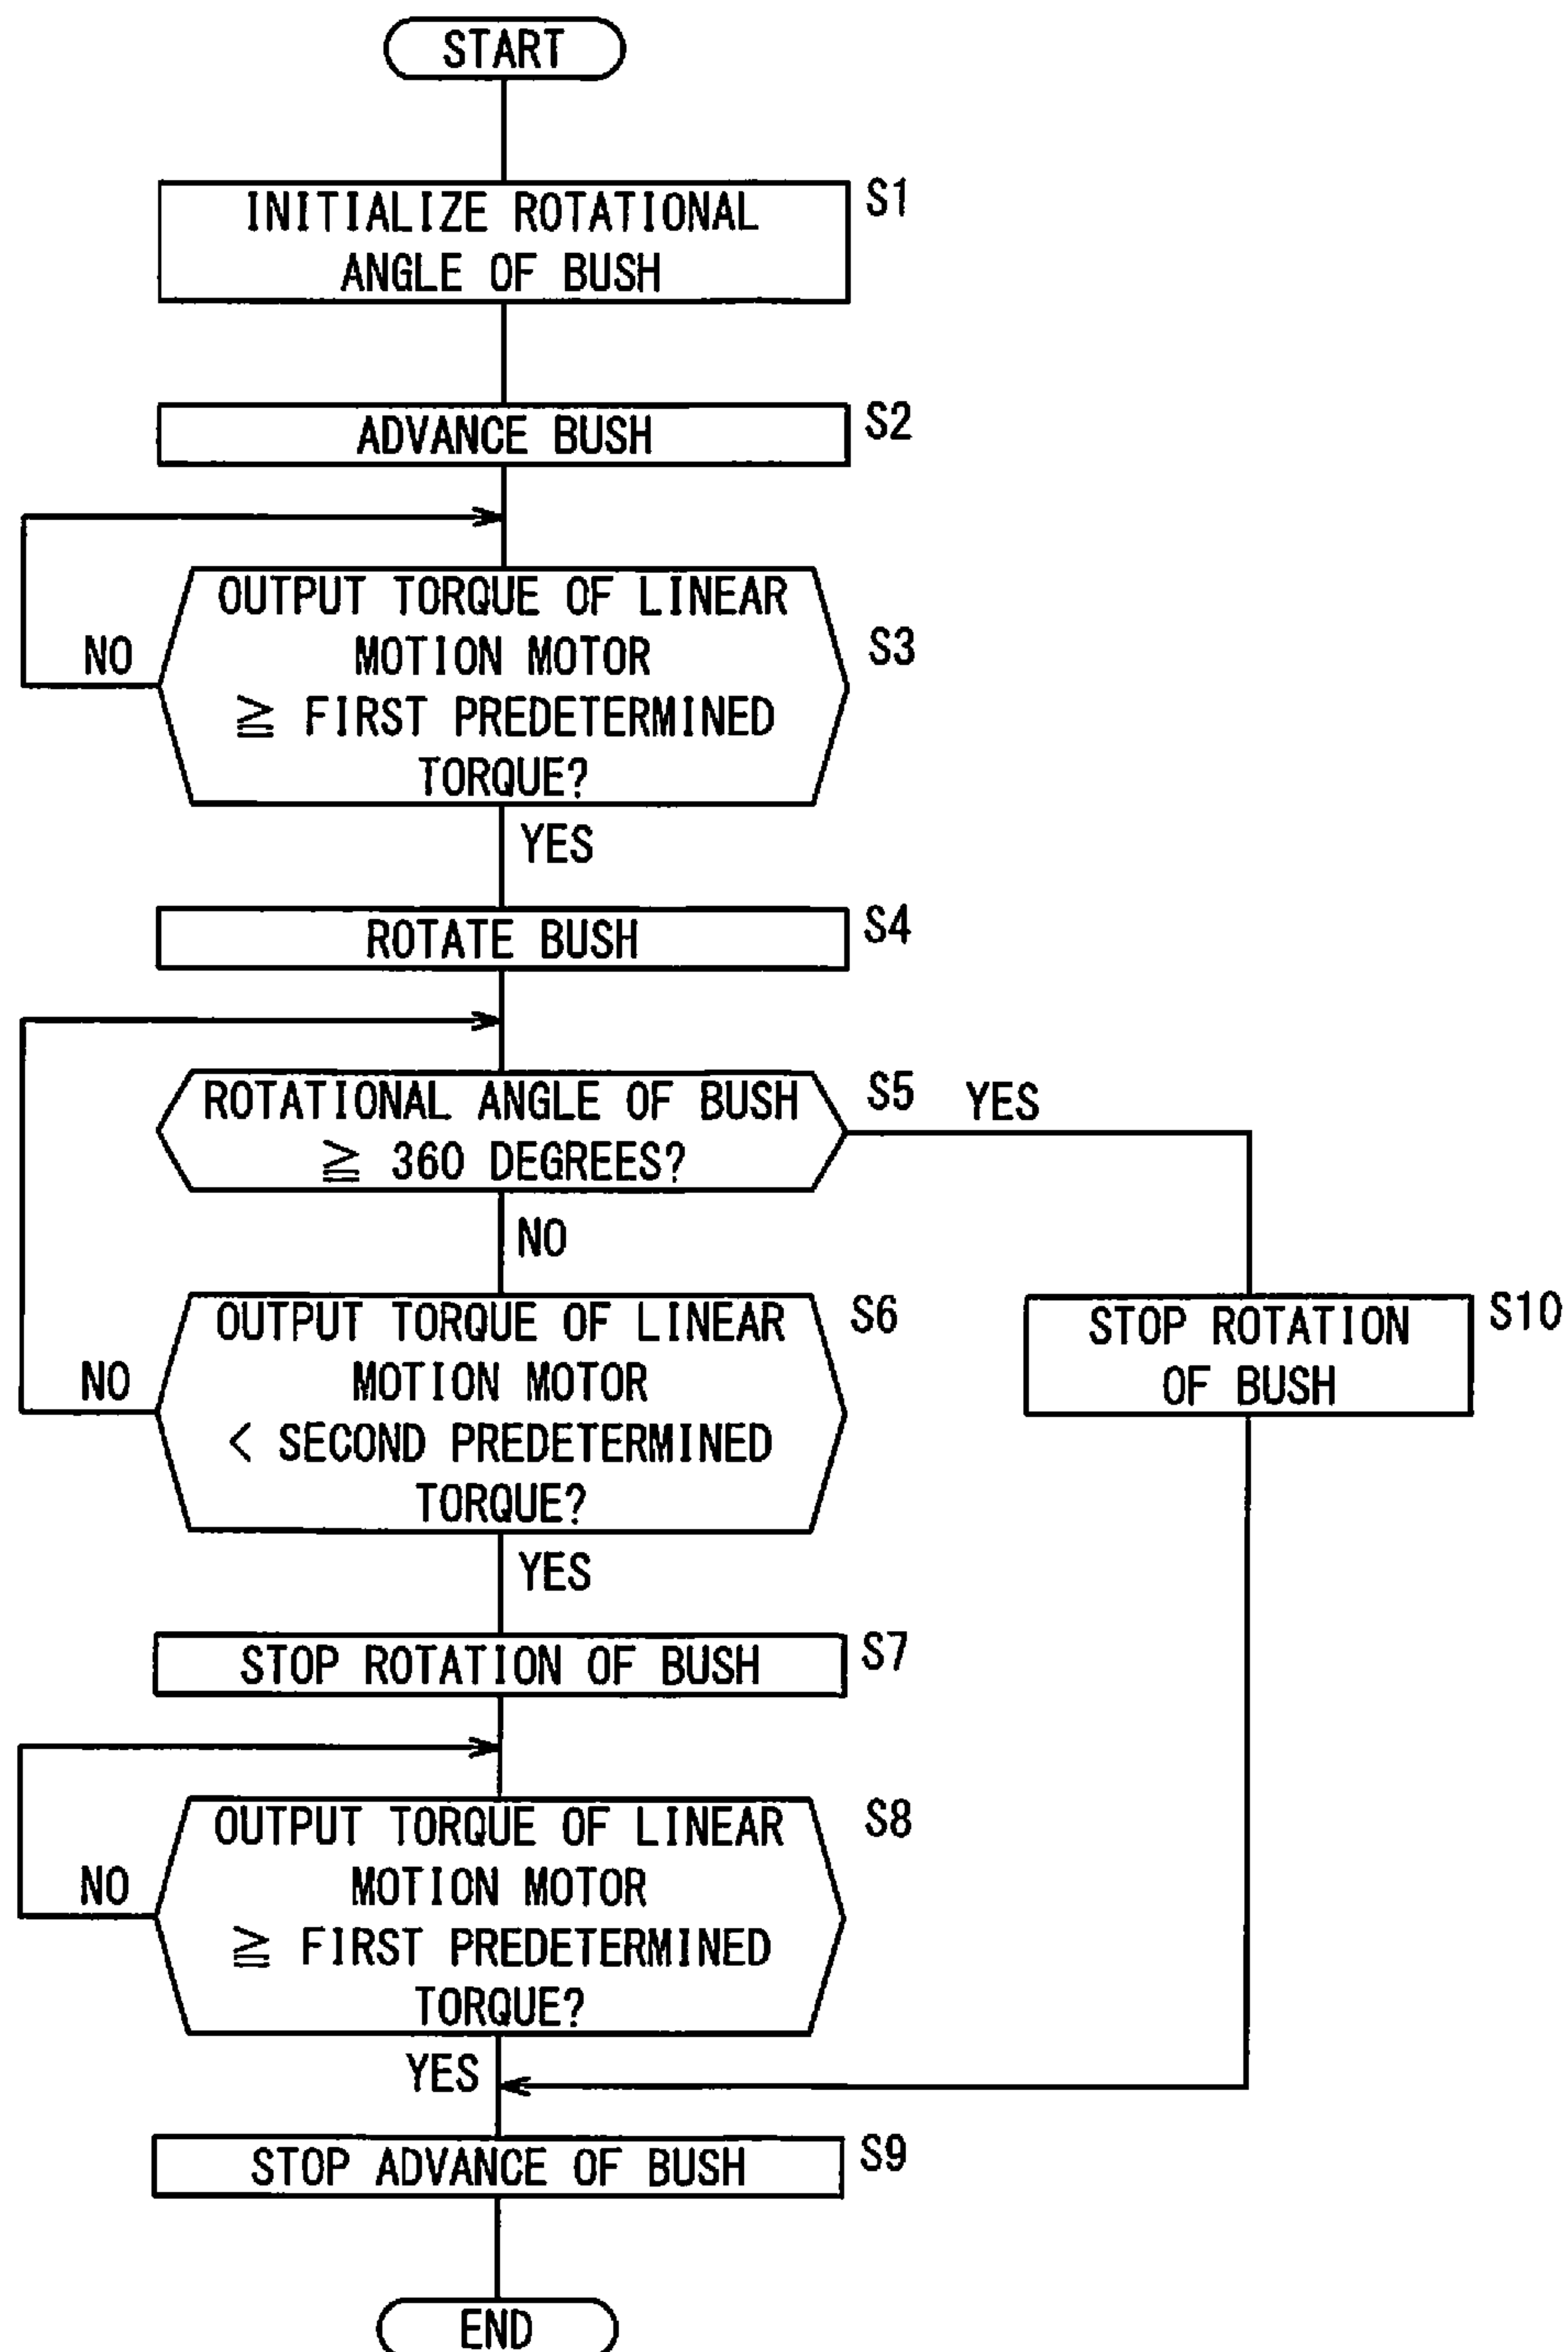 START
INITIALIZE ROTATIONAL
ANGLE OF BUSH
S1
ADVANCE BUSH
S2
OUTPUT TORQUE OF LINEAR
MOTION MOTOR
≧ FIRST PREDETERMINED
TORQUE?
S3
NO
YES
ROTATE BUSH
S4
ROTATIONAL ANGLE OF BUSH
≧ 360 DEGREES?
S5
YES
NO
OUTPUT TORQUE OF LINEAR
MOTION MOTOR
< SECOND PREDETERMINED
TORQUE?
S6
NO
STOP ROTATION
OF BUSH
S10
YES
STOP ROTATION OF BUSH
S7
OUTPUT TORQUE OF LINEAR
MOTION MOTOR
≧ FIRST PREDETERMINED
TORQUE?
S8
NO
YES
STOP ADVANCE OF BUSH
S9
END